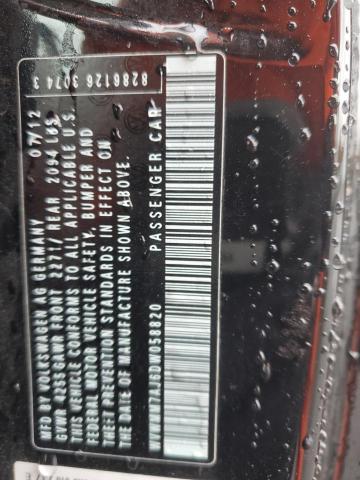 MFD BY VOLKSWAGEN AG GERMANY 07/12
GVWR 4255 GAWR FRONT 2271/ REAR 2094 LBS
THIS VEHICLE CONFORMS TO ALL APPLICABLE U.S.
FEDERAL MOTOR VEHICLE SAFETY, BUMPER AND
THEFT PREVENTION STANDARDS IN EFFECT ON
THE DATE OF MANUFACTURE SHOWN ABOVE.
PASSENGER CAR
8286126 3074 3